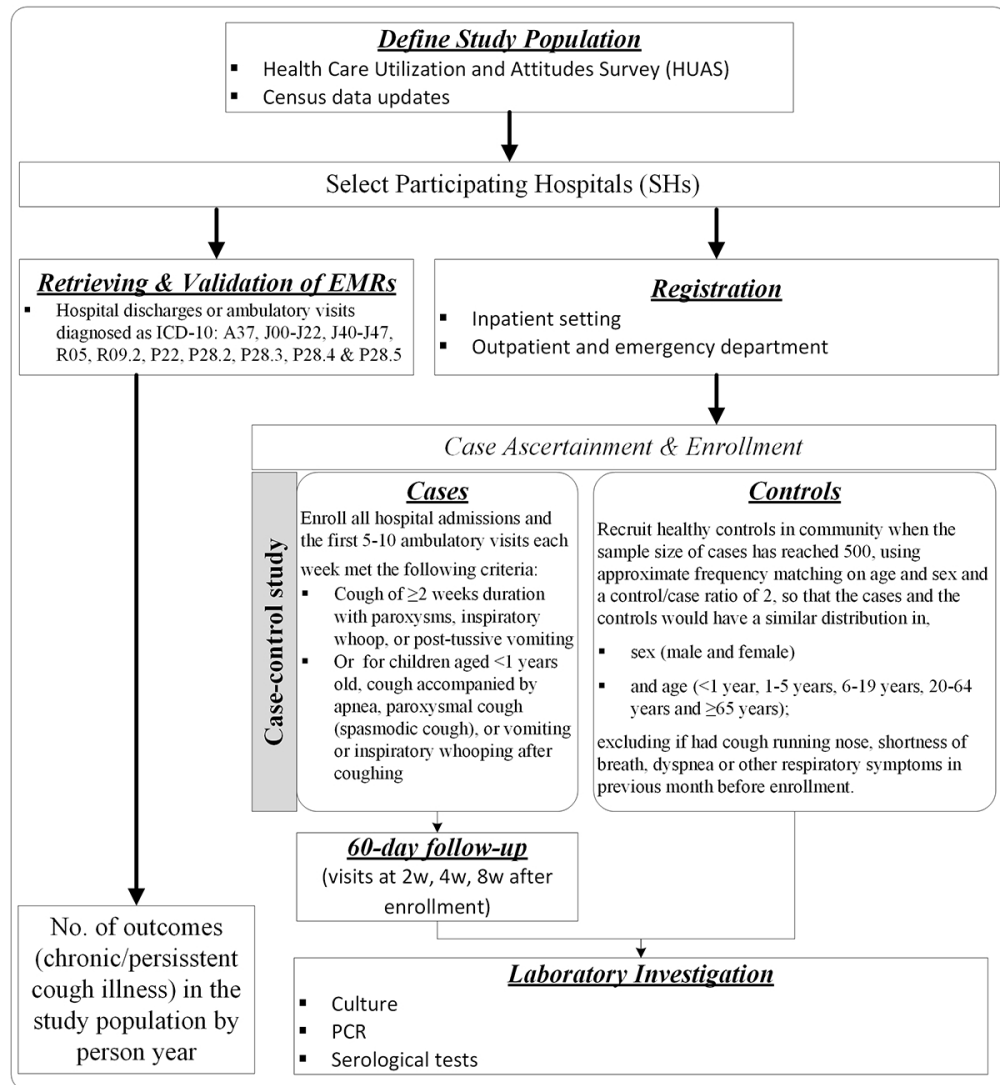 Define Study Population
▪ Health Care Utilization and Attitudes Survey (HUAS)
▪ Census data updates
Select Participating Hospitals (SHs)
Retrieving & Validation of EMRs
▪ Hospital discharges or ambulatory visits
diagnosed as ICD-10: A37, J00-J22, J40-J47,
R05, R09.2, P22, P28.2, P28.3, P28.4 & P28.5
Registration
▪ Inpatient setting
▪ Outpatient and emergency department
Case Ascertainment & Enrollment
Case-control study
Cases
Enroll all hospital admissions and
the first 5-10 ambulatory visits each
week met the following criteria:
▪ Cough of ≥2 weeks duration
with paroxysms, inspiratory
whoop, or post-tussive vomiting
▪ Or for children aged <1 years
old, cough accompanied by
apnea, paroxysmal cough
(spasmodic cough), or vomiting
or inspiratory whooping after
coughing
Controls
Recruit healthy controls in community when the
sample size of cases has reached 500, using
approximate frequency matching on age and sex and
a control/case ratio of 2, so that the cases and the
controls would have a similar distribution in,
▪ sex (male and female)
▪ and age (<1 year, 1-5 years, 6-19 years, 20-64
years and ≥65 years);
excluding if had cough running nose, shortness of
breath, dyspnea or other respiratory symptoms in
previous month before enrollment.
60-day follow-up
(visits at 2w, 4w, 8w after
enrollment)
No. of outcomes
(chronic/persisstent
cough illness) in the
study population by
person year
Laboratory Investigation
▪ Culture
▪ PCR
▪ Serological tests